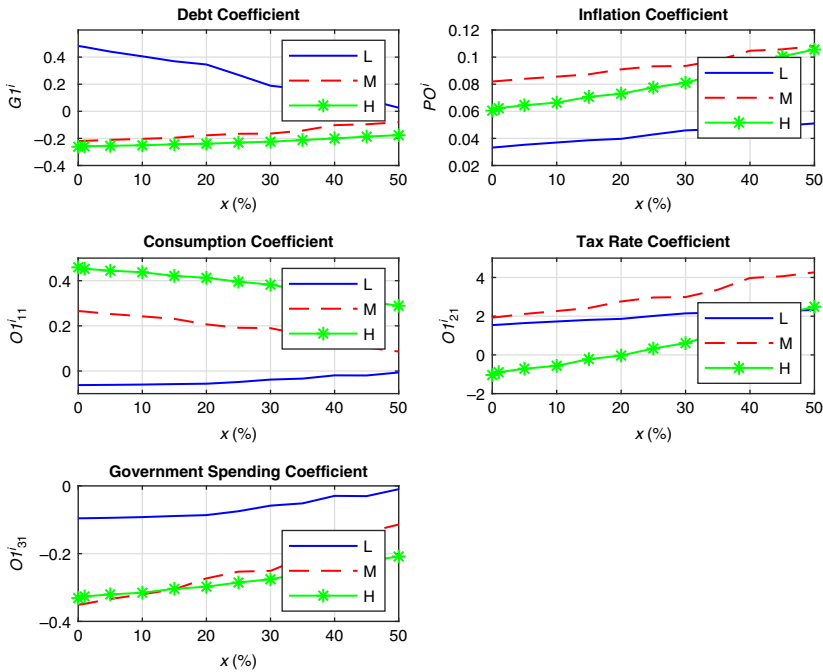 Debt Coefficient
G1^i
0.4
0.2
0
−0.2
−0.4
0 10 20 30 40 50
x (%)
L
M
H
Inflation Coefficient
PO^i
0.12
0.1
0.08
0.06
0.04
0.02
0 10 20 30 40 50
x (%)
L
M
H
Consumption Coefficient
O1^i_11
0.4
0.2
0
0 10 20 30 40 50
x (%)
L
M
H
Tax Rate Coefficient
O1^i_21
4
2
0
−2
0 10 20 30 40 50
x (%)
L
M
H
Government Spending Coefficient
O1^i_31
0
−0.2
−0.4
0 10 20 30 40 50
x (%)
L
M
H